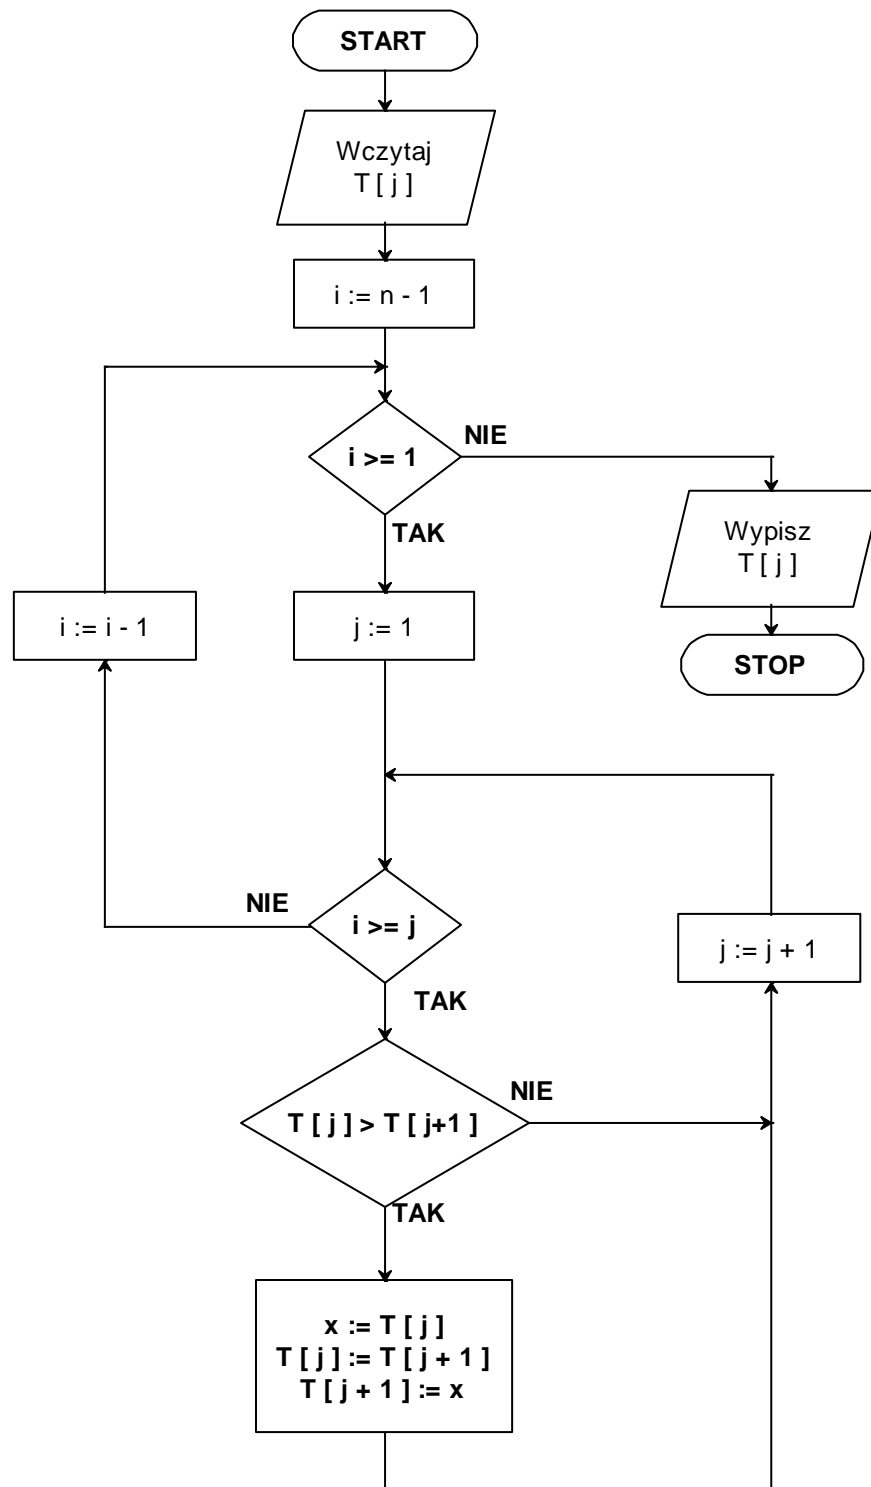 START
Wczytaj
T [ j ]
i := n - 1
i >= 1
NIE
TAK
Wypisz
T [ j ]
i := i - 1
j := 1
STOP
NIE
i >= j
j := j + 1
TAK
T [ j ] > T [ j+1 ]
NIE
TAK
x := T [ j ]
T [ j ] := T [ j + 1 ]
T [ j + 1 ] := x